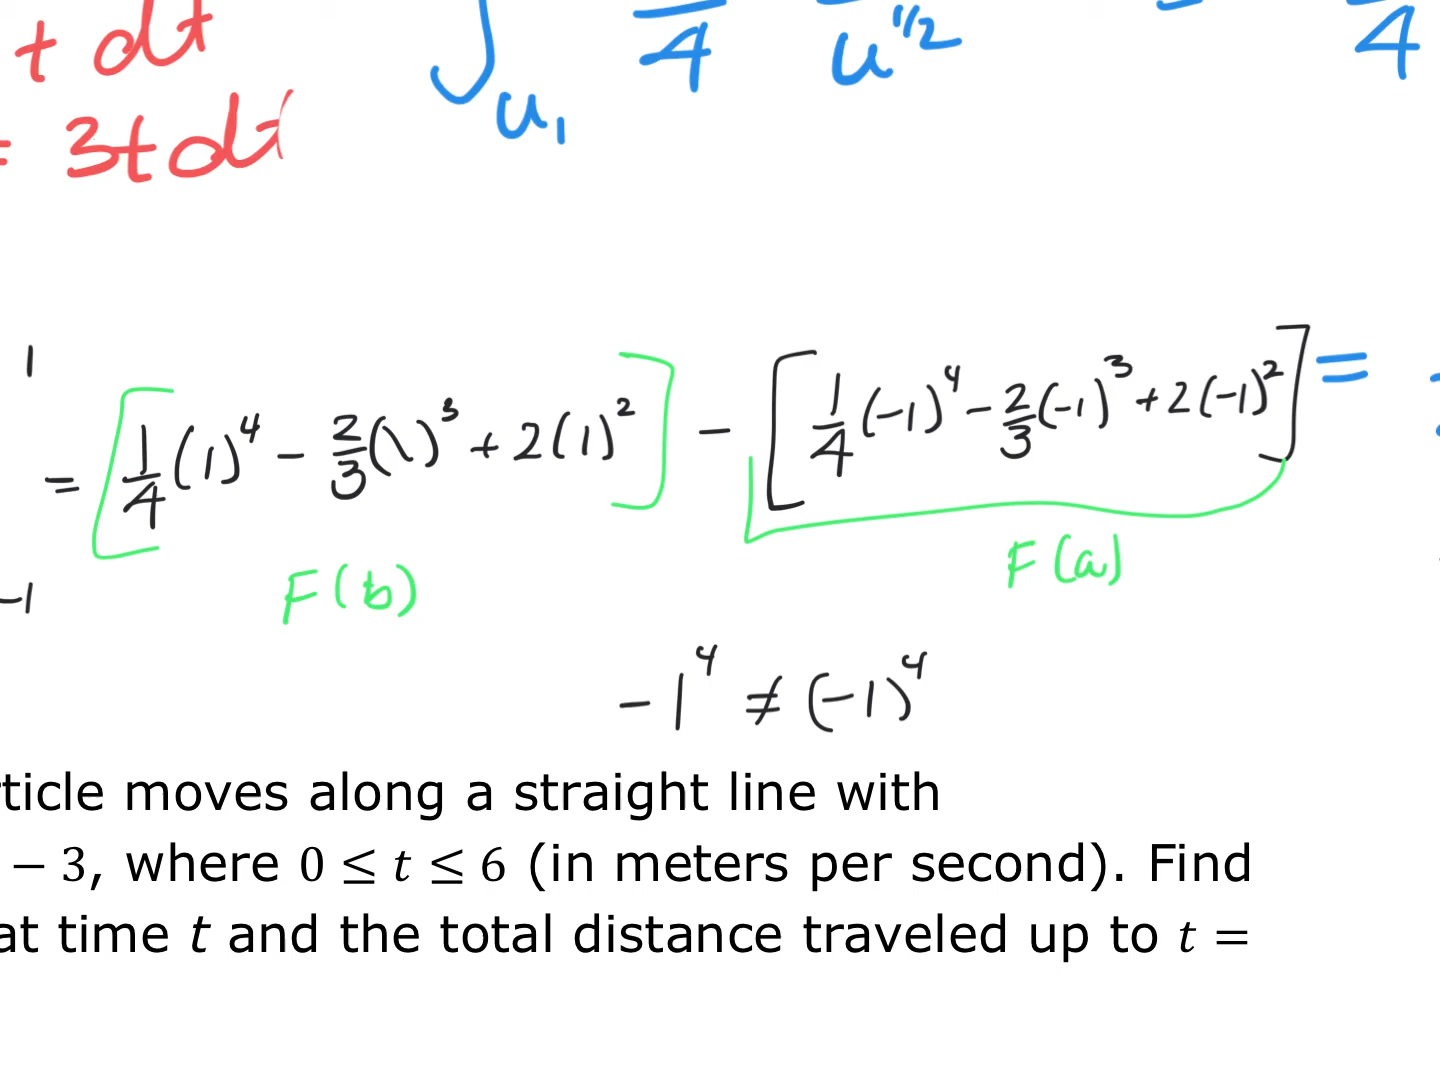 t dt
= 3t dt
∫ u₁ 4 u^1/2 = 4
1
= [1/4 (1)^4 - 2/3 (1)^3 + 2(1)^2] - [1/4 (-1)^4 - 2/3 (-1)^3 + 2(-1)^2] =
-1
F(b) F(a)
-1^4 ≠ (-1)^4
ticle moves along a straight line with
− 3, where 0 ≤ t ≤ 6 (in meters per second). Find
at time t and the total distance traveled up to t =